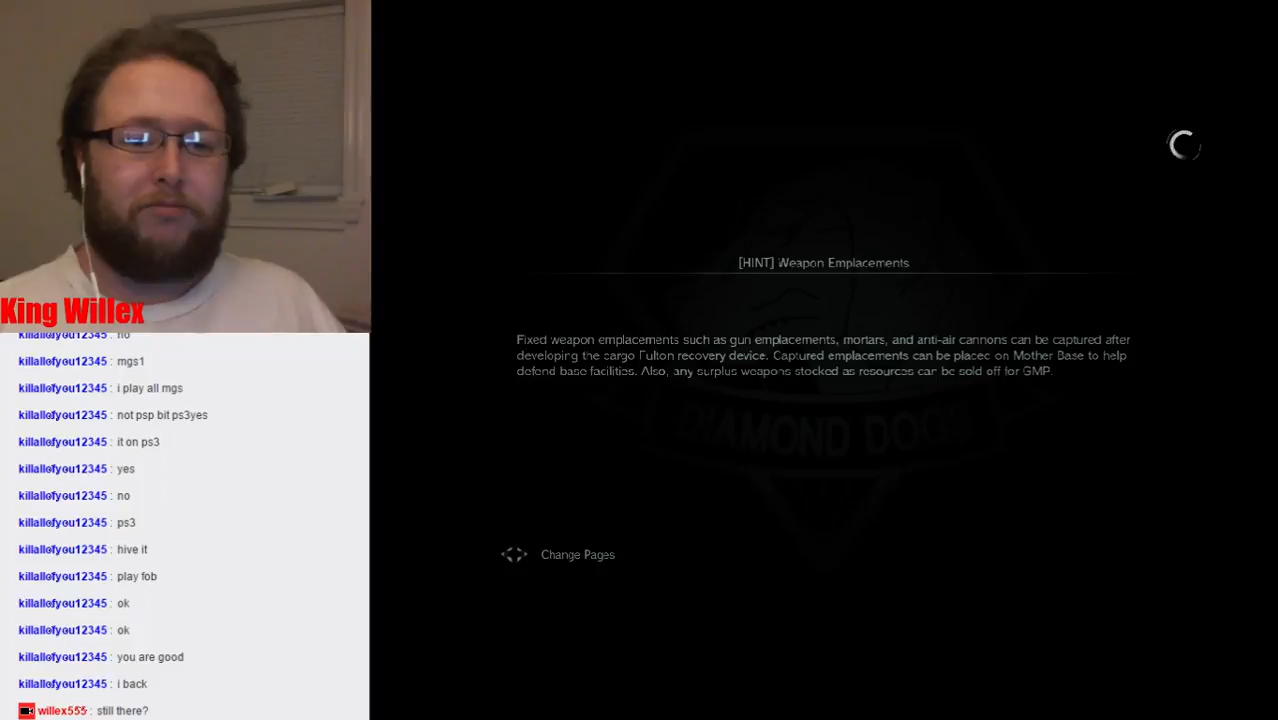 King Willex
killallofyou12345 : no
killallofyou12345 : mgs1
killallofyou12345 : i play all mgs
killallofyou12345 : not psp bit ps3yes
killallofyou12345 : it on ps3
killallofyou12345 : yes
killallofyou12345 : no
killallofyou12345 : ps3
killallofyou12345 : hive it
killallofyou12345 : play fob
killallofyou12345 : ok
killallofyou12345 : ok
killallofyou12345 : you are good
killallofyou12345 : i back
willex555 : still there?
[HINT] Weapon Emplacements
Fixed weapon emplacements such as gun emplacements, mortars, and anti-air cannons can be captured after
developing the cargo Fulton recovery device. Captured emplacements can be placed on Mother Base to help
defend base facilities. Also, any surplus weapons stocked as resources can be sold off for GMP.
DIAMOND DOGS
Change Pages